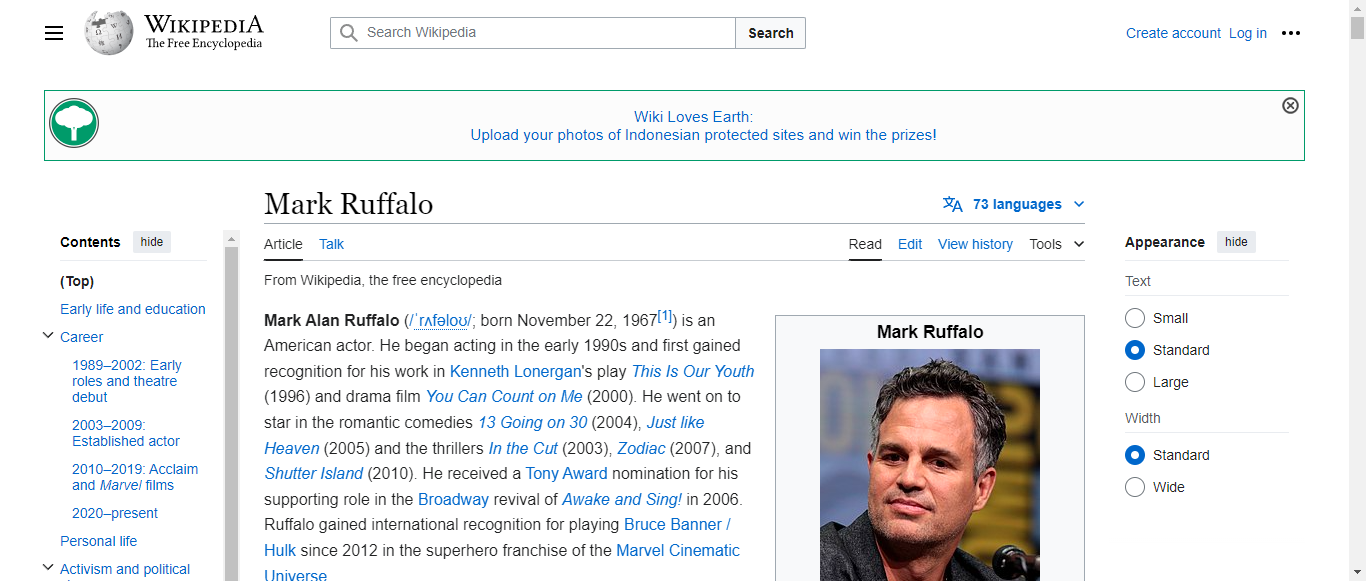 WIKIPEDIA
The Free Encyclopedia
Search Wikipedia
Search
Create account Log in
Wiki Loves Earth:
Upload your photos of Indonesian protected sites and win the prizes!
Mark Ruffalo
73 languages
Contents hide
(Top)
Early life and education
Career
1989–2002: Early
roles and theatre
debut
2003–2009:
Established actor
2010–2019: Acclaim
and Marvel films
2020–present
Personal life
Activism and political
Article Talk
Read Edit View history Tools
From Wikipedia, the free encyclopedia
Mark Alan Ruffalo (/ˈrʌfəloʊ/; born November 22, 1967[1]) is an
American actor. He began acting in the early 1990s and first gained
recognition for his work in Kenneth Lonergan's play This Is Our Youth
(1996) and drama film You Can Count on Me (2000). He went on to
star in the romantic comedies 13 Going on 30 (2004), Just like
Heaven (2005) and the thrillers In the Cut (2003), Zodiac (2007), and
Shutter Island (2010). He received a Tony Award nomination for his
supporting role in the Broadway revival of Awake and Sing! in 2006.
Ruffalo gained international recognition for playing Bruce Banner /
Hulk since 2012 in the superhero franchise of the Marvel Cinematic
Universe
Mark Ruffalo
Appearance hide
Text
Small
Standard
Large
Width
Standard
Wide